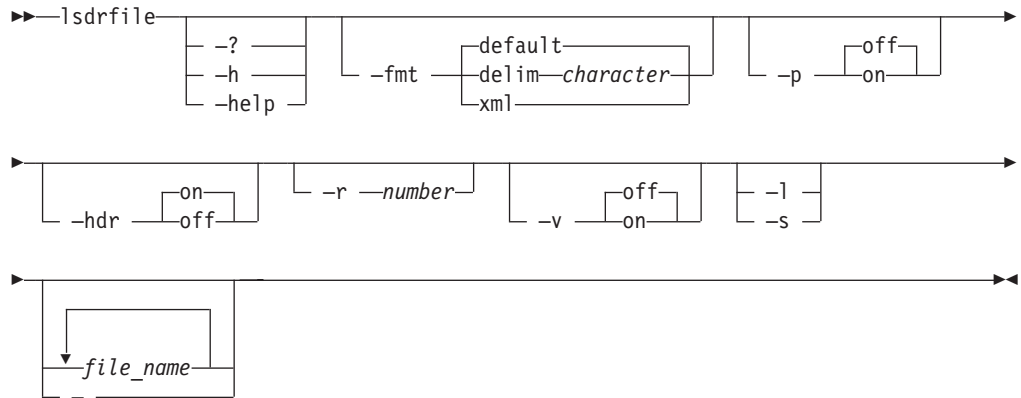 ►►—lsdrfile
–?
–h
–help
–fmt
default
delim—character
xml
–p
off
on
–hdr
on
off
–r —number
–v
off
on
–l
–s
file_name
–